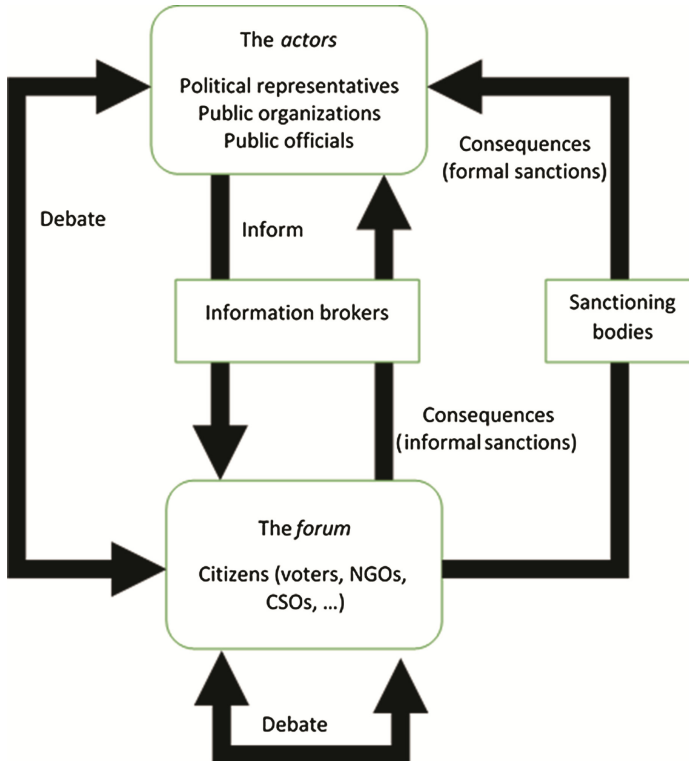 The actors
Political representatives
Public organizations
Public officials
Consequences
(formal sanctions)
Debate
Inform
Information brokers
Sanctioning
bodies
Consequences
(informal sanctions)
The forum
Citizens (voters, NGOs,
CSOs, ...)
Debate